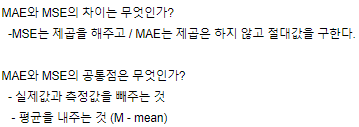 MAE와 MSE의 차이는 무엇인가?
-MSE는 제곱을 해주고 / MAE는 제곱은 하지 않고 절대값을 구한다.
MAE와 MSE의 공통점은 무엇인가?
- 실제값과 측정값을 빼주는 것
- 평균을 내주는 것 (M - mean)